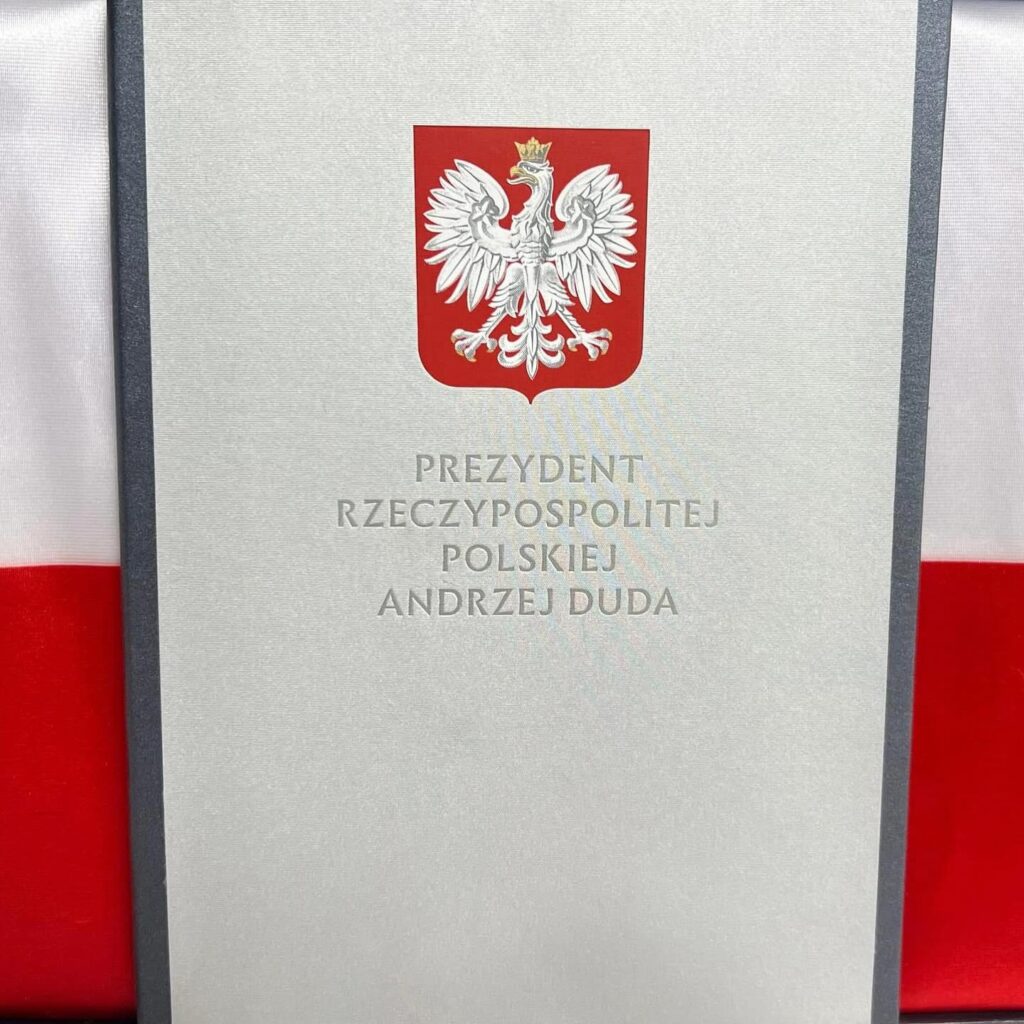 PREZYDENT
RZECZYPOSPOLITEJ
POLSKIEJ
ANDRZEJ DUDA